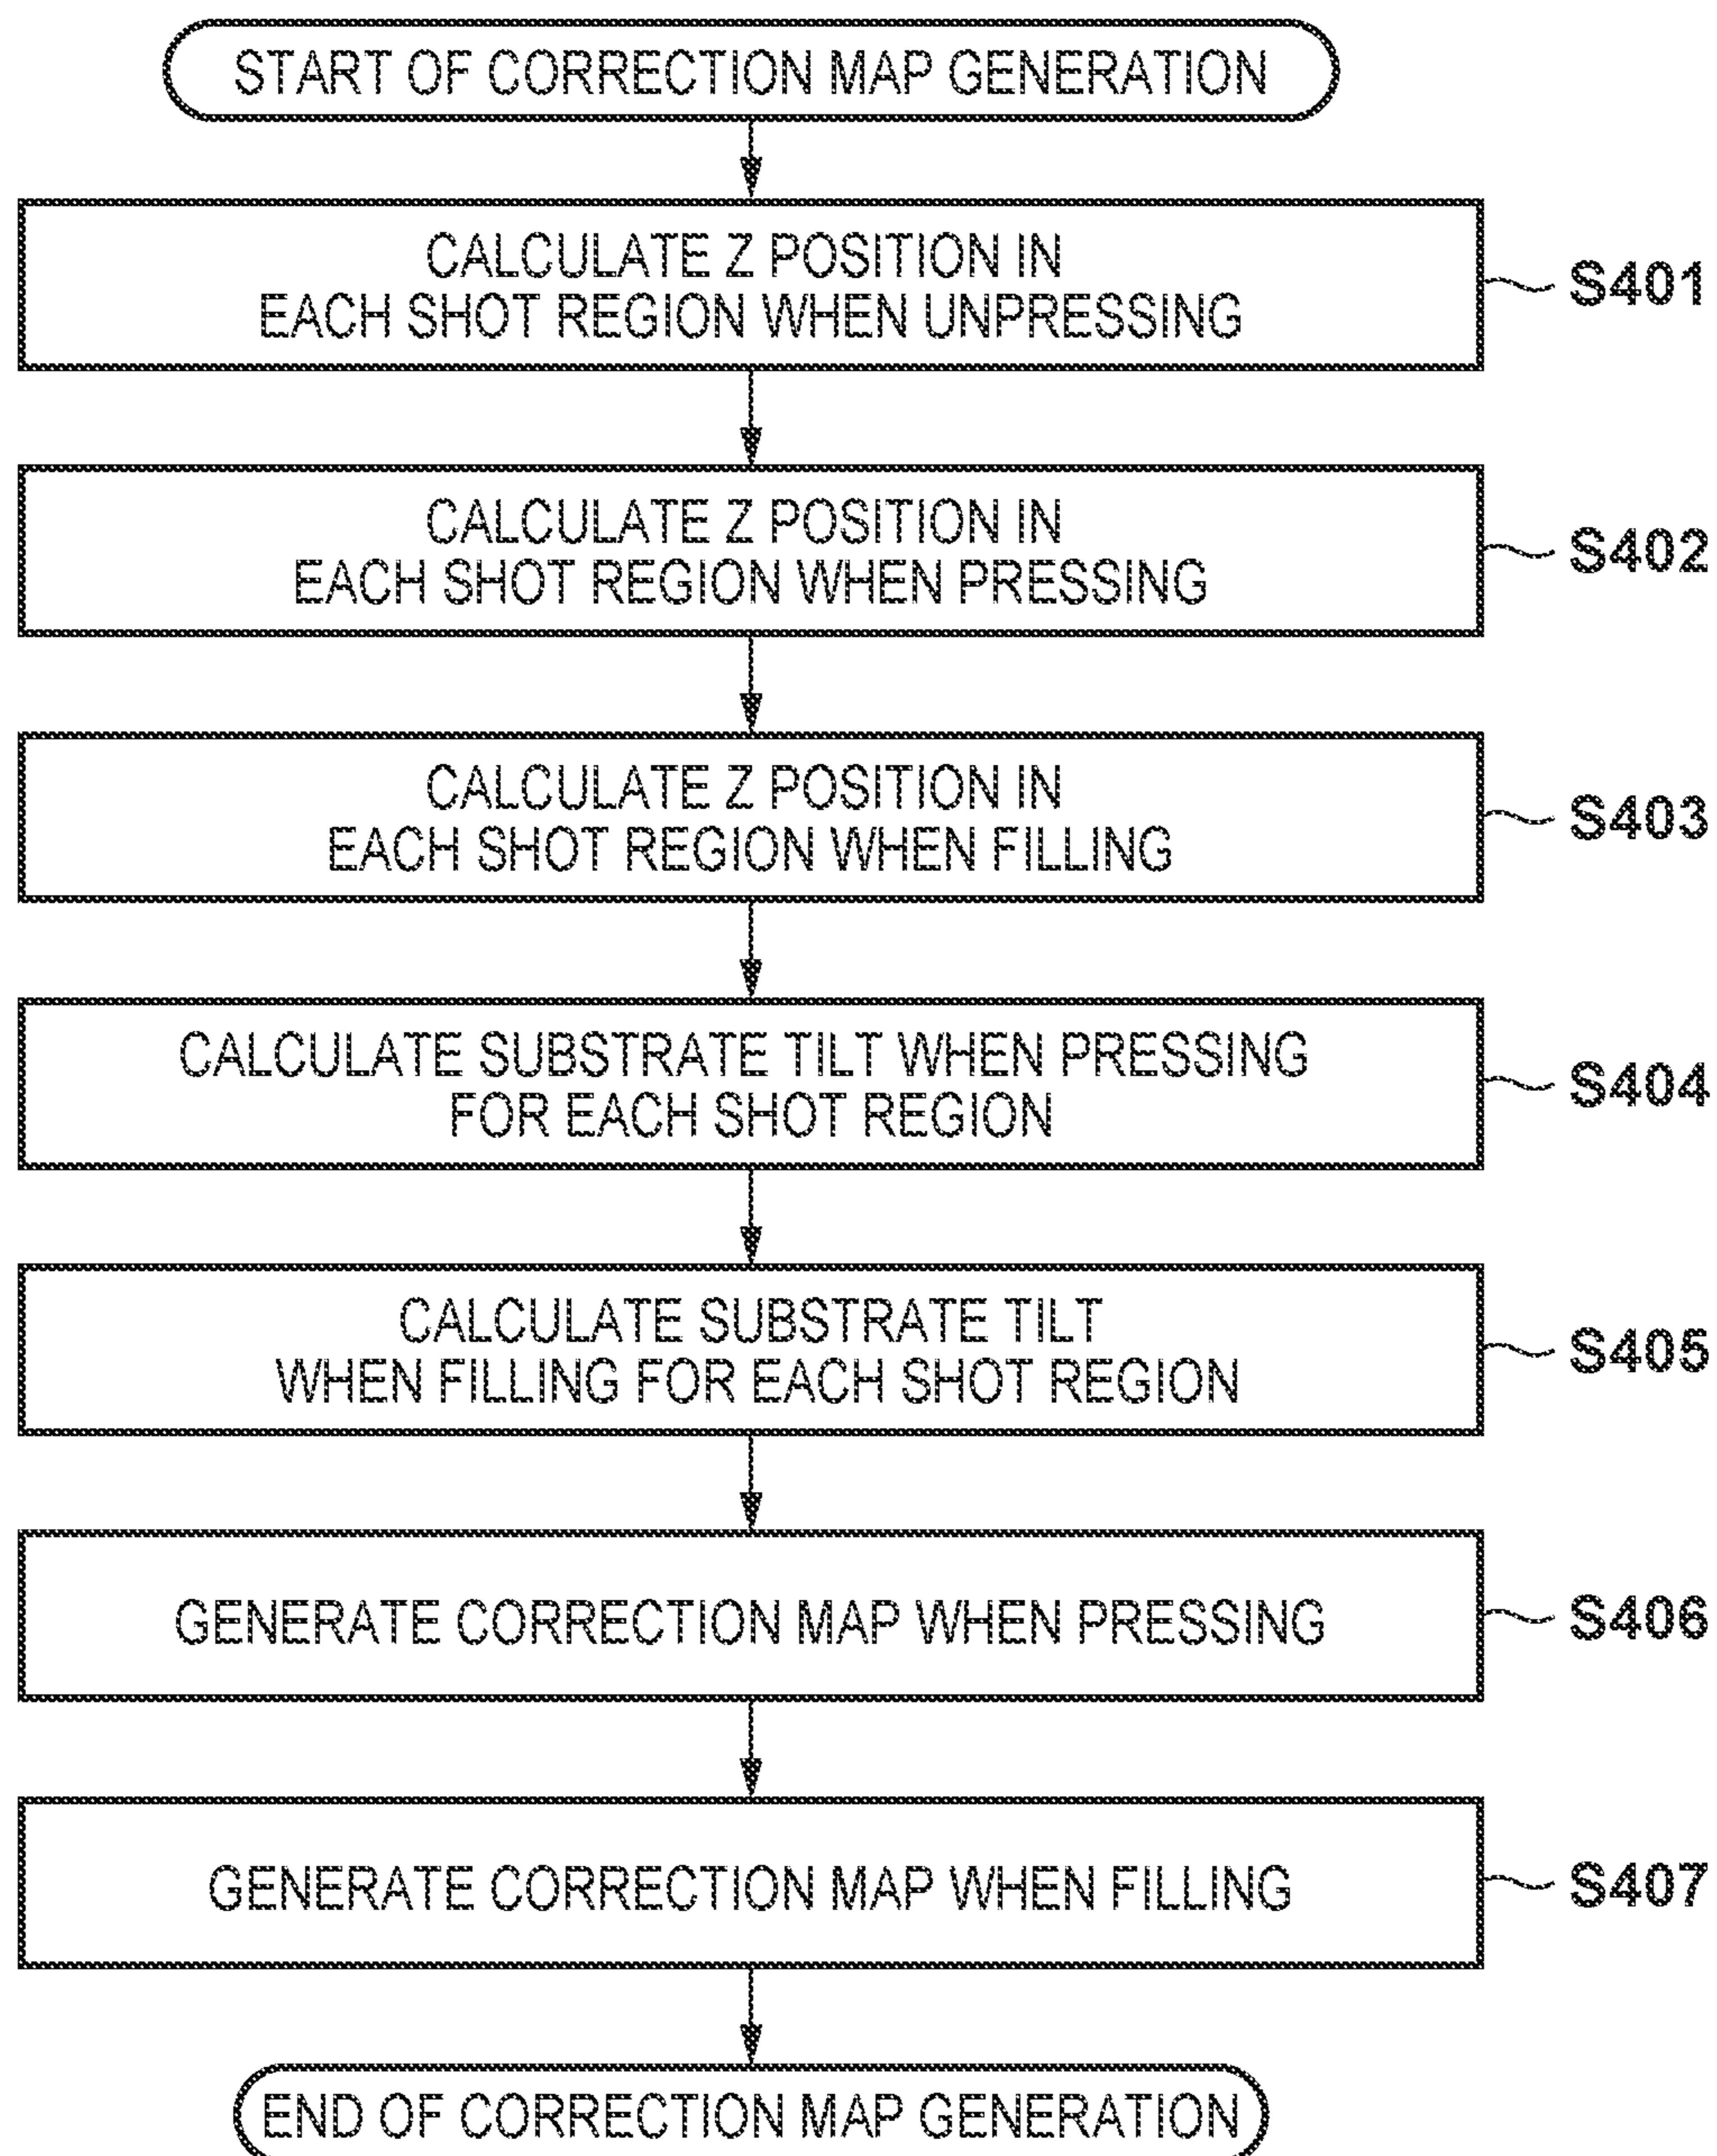 START OF CORRECTION MAP GENERATION
CALCULATE Z POSITION IN
EACH SHOT REGION WHEN UNPRESSING
S401
CALCULATE Z POSITION IN
EACH SHOT REGION WHEN PRESSING
S402
CALCULATE Z POSITION IN
EACH SHOT REGION WHEN FILLING
S403
CALCULATE SUBSTRATE TILT WHEN PRESSING
FOR EACH SHOT REGION
S404
CALCULATE SUBSTRATE TILT
WHEN FILLING FOR EACH SHOT REGION
S405
GENERATE CORRECTION MAP WHEN PRESSING
S406
GENERATE CORRECTION MAP WHEN FILLING
S407
END OF CORRECTION MAP GENERATION